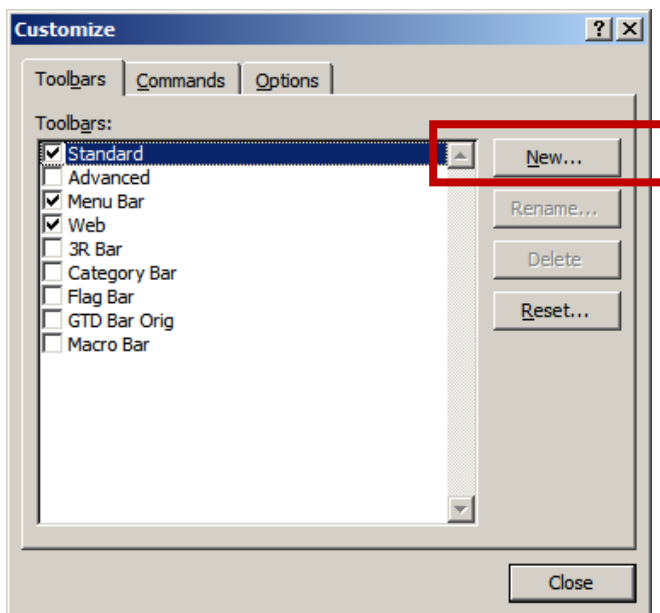 Customize
Toolbars Commands Options
Toolbars:
Standard
Advanced
Menu Bar
Web
3R Bar
Category Bar
Flag Bar
GTD Bar Orig
Macro Bar
New...
Rename...
Delete
Reset...
Close